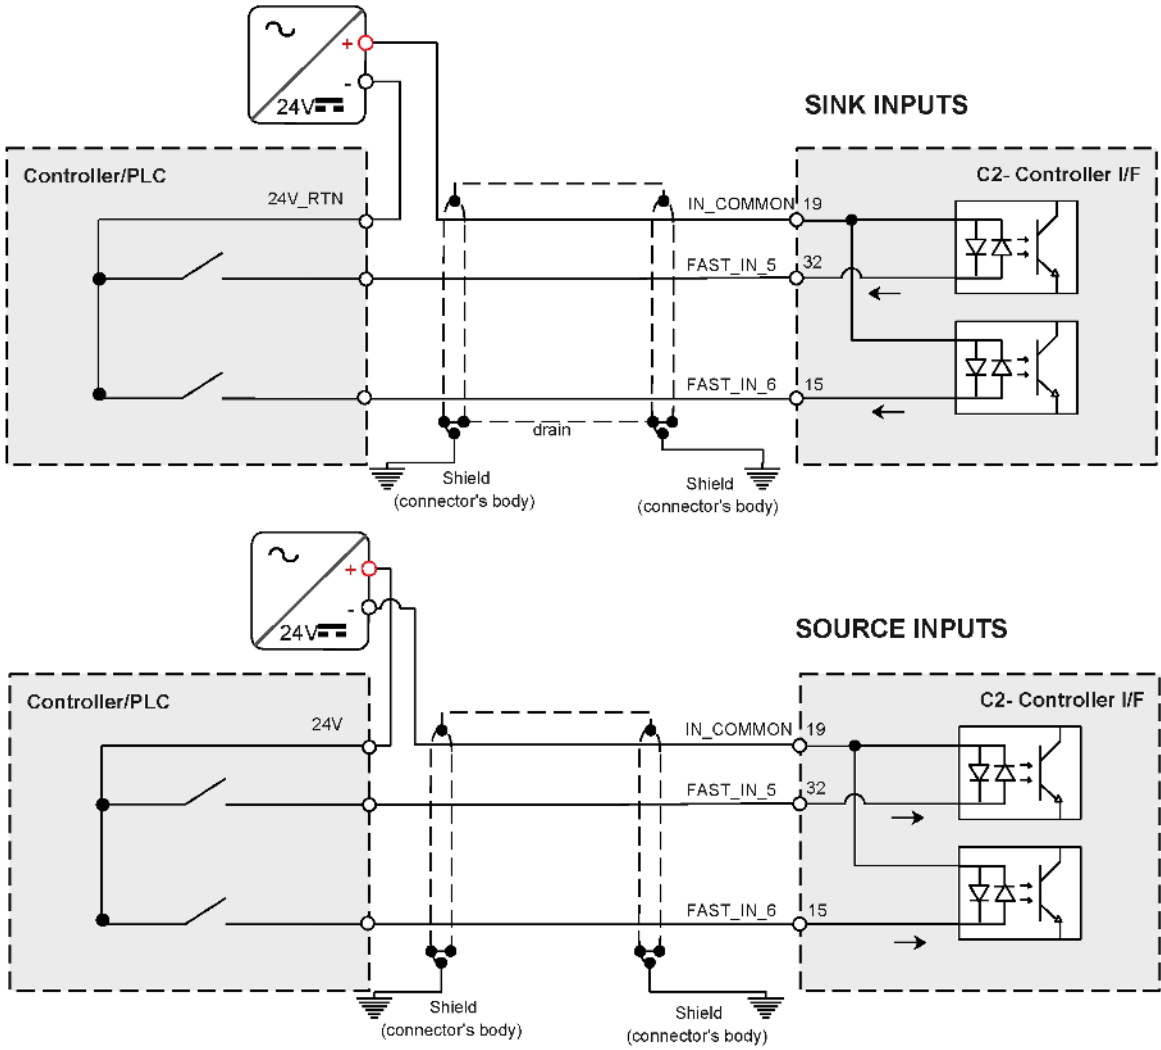 +
-
24V
SINK INPUTS
Controller/PLC
C2- Controller I/F
24V_RTN
IN_COMMON 19
FAST_IN_5 32
FAST_IN_6 15
drain
Shield
(connector's body)
Shield
(connector's body)
+
-
24V
SOURCE INPUTS
Controller/PLC
C2- Controller I/F
24V
IN_COMMON 19
FAST_IN_5 32
FAST_IN_6 15
Shield
(connector's body)
Shield
(connector's body)